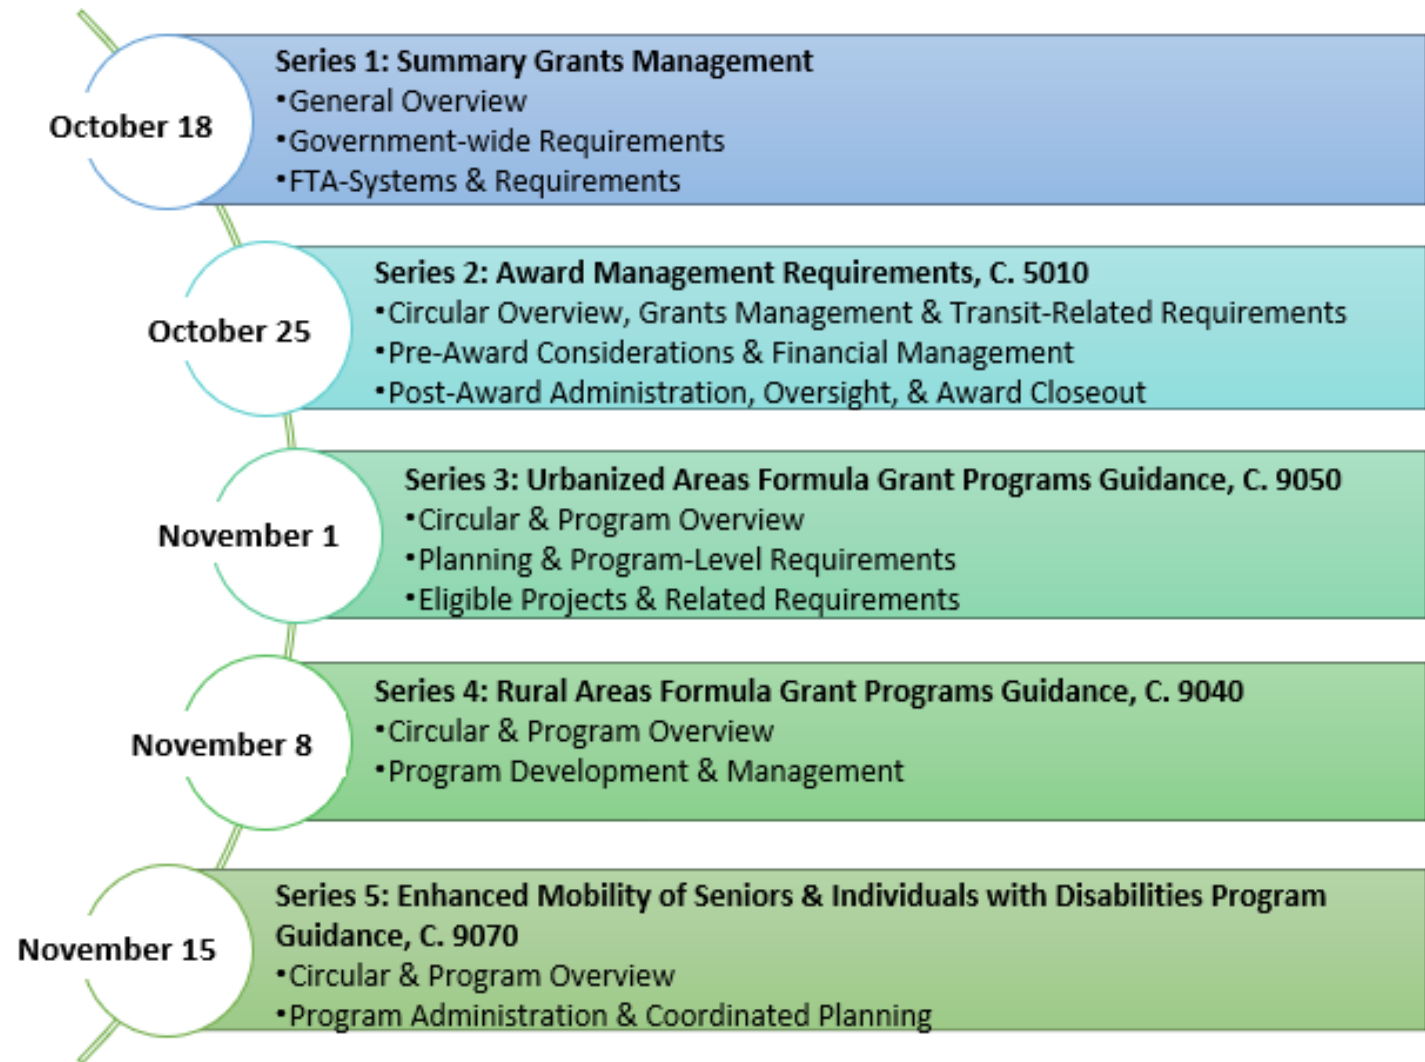 October 18
Series 1: Summary Grants Management
•General Overview
•Government-wide Requirements
•FTA-Systems & Requirements
October 25
Series 2: Award Management Requirements, C. 5010
•Circular Overview, Grants Management & Transit-Related Requirements
•Pre-Award Considerations & Financial Management
•Post-Award Administration, Oversight, & Award Closeout
November 1
Series 3: Urbanized Areas Formula Grant Programs Guidance, C. 9050
•Circular & Program Overview
•Planning & Program-Level Requirements
•Eligible Projects & Related Requirements
November 8
Series 4: Rural Areas Formula Grant Programs Guidance, C. 9040
•Circular & Program Overview
•Program Development & Management
November 15
Series 5: Enhanced Mobility of Seniors & Individuals with Disabilities Program
Guidance, C. 9070
•Circular & Program Overview
•Program Administration & Coordinated Planning